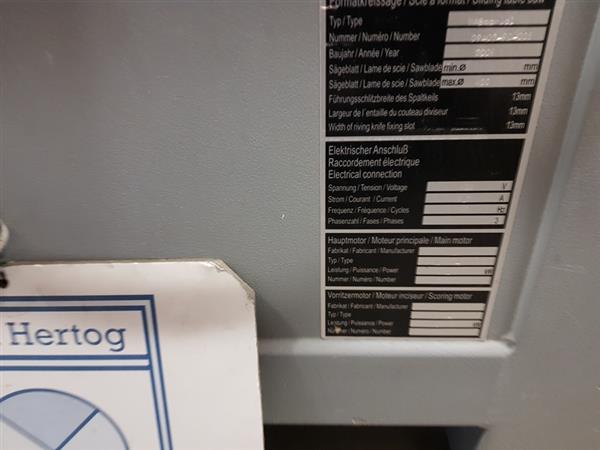 Formatkreissäge / Scie à format / Sliding table saw
Typ / Type
Nummer / Numéro / Number
Baujahr / Année / Year
Sägeblatt / Lame de scie / Sawblade min.ø mm
Sägeblatt / Lame de scie / Sawblade max.ø mm
Führungsschlitzbreite des Spaltkeils 13mm
Largeur de l'entaille du couteau diviseur 13mm
Width of riving knife fixing slot 13mm
Elektrischer Anschluß
Raccordement électrique
Electrical connection
Spannung / Tension / Voltage V
Strom / Courant / Current A
Frequenz / Fréquence / Cycles Hz
Phasenzahl / Fases / Phases 3
Hauptmotor / Moteur principale / Main motor
Fabrikat / Fabricant / Manufacturer
Typ / Type
Leistung / Puissance / Power kW
Nummer / Numéro / Number
Vorritzermotor / Moteur inciseur / Scoring motor
Fabrikat / Fabricant / Manufacturer
Typ / Type
Leistung / Puissance / Power kW
Nummer / Numéro / Number
Hertog